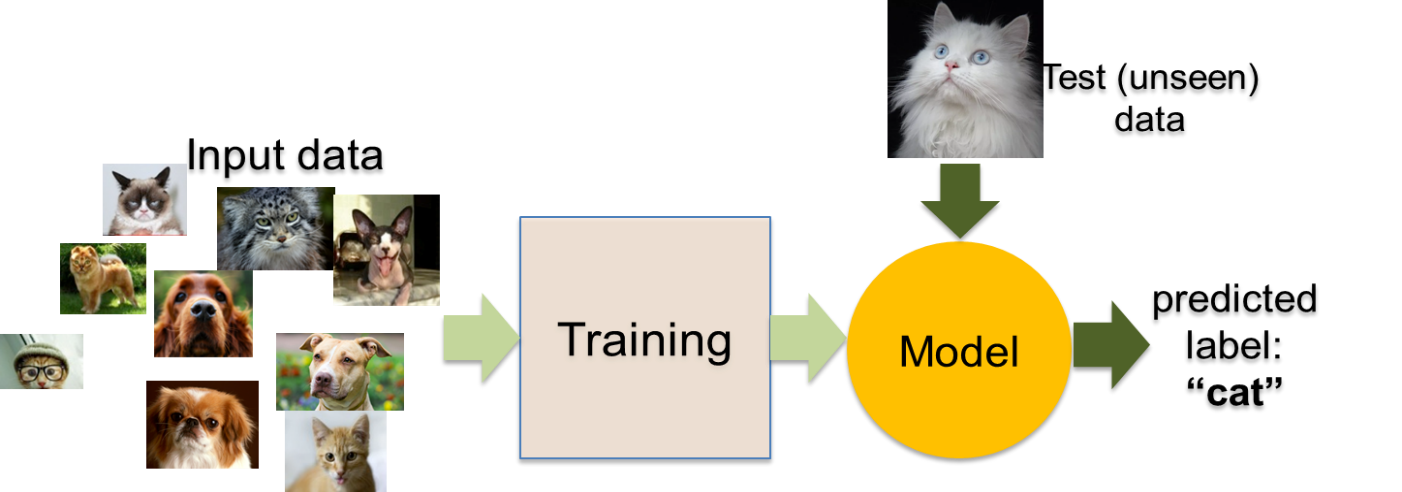 Input data
Training
Test (unseen)
data
Model
predicted
label:
“cat”